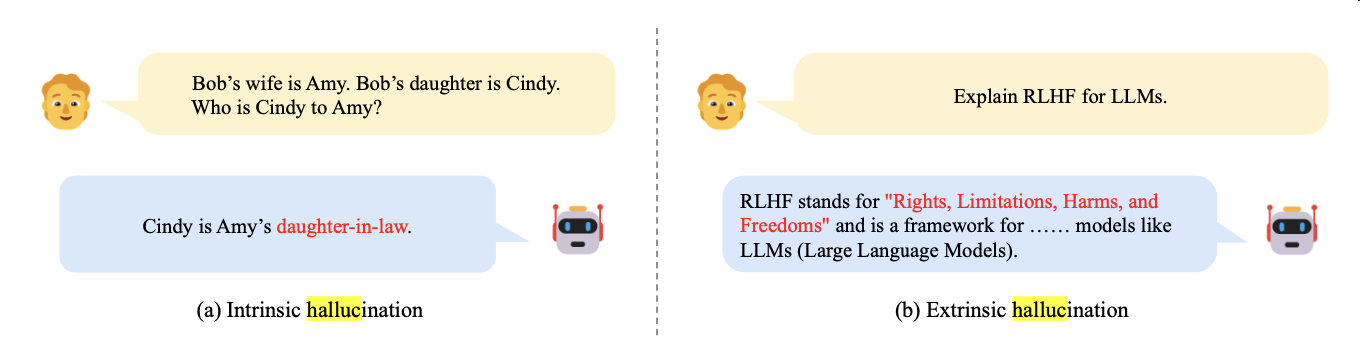 Bob’s wife is Amy. Bob’s daughter is Cindy.
Who is Cindy to Amy?
Cindy is Amy’s daughter-in-law.
(a) Intrinsic hallucination
Explain RLHF for LLMs.
RLHF stands for "Rights, Limitations, Harms, and
Freedoms" and is a framework for …… models like
LLMs (Large Language Models).
(b) Extrinsic hallucination